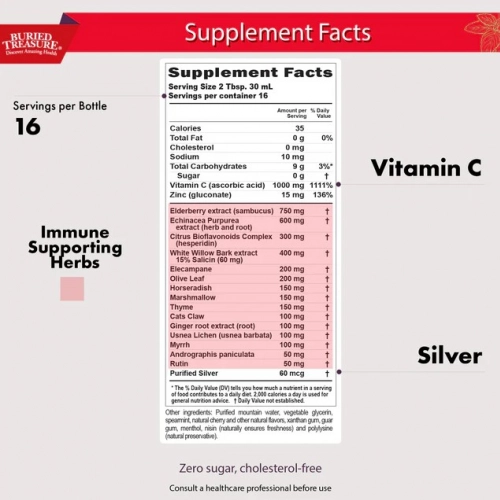 BURIED
TREASURE®
Discover Amazing Health
Supplement Facts
Servings per Bottle
16
Immune
Supporting
Herbs
Supplement Facts
Serving Size 2 Tbsp. 30 mL
Servings per container 16
Amount per Serving % Daily Value
Calories 35
Total Fat 0 g 0%
Cholesterol 0 mg
Sodium 10 mg
Total Carbohydrates 9 g 3%*
Sugar 0 g †
Vitamin C (ascorbic acid) 1000 mg 1111%
Zinc (gluconate) 15 mg 136%
Elderberry extract (sambucus) 750 mg †
Echinacea Purpurea 600 mg †
extract (herb and root)
Citrus Bioflavonoids Complex 300 mg †
(hesperidin)
White Willow Bark extract 400 mg †
15% Salicin (60 mg)
Elecampane 200 mg †
Olive Leaf 200 mg †
Horseradish 150 mg †
Marshmallow 150 mg †
Thyme 150 mg †
Cats Claw 100 mg †
Ginger root extract (root) 100 mg †
Usnea Lichen (usnea barbata) 100 mg †
Myrrh 100 mg †
Andrographis paniculata 50 mg †
Rutin 50 mg †
Purified Silver 60 mcg †
* The % Daily Value (DV) tells you how much a nutrient in a serving
of food contributes to a daily diet. 2,000 calories a day is used for
general nutrition advice. † Daily Value not established.
Other ingredients: Purified mountain water, vegetable glycerin,
spearmint, natural cherry and other natural flavors, xanthan gum, guar
gum, menthol, nisin (naturally ensures freshness) and polylysine
(natural preservative).
Vitamin C
Silver
Zero sugar, cholesterol-free
Consult a healthcare professional before use